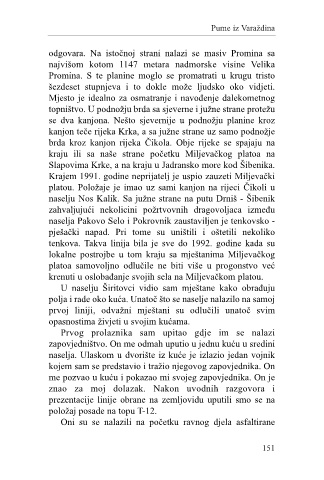 Pume iz Varaždina
odgovara. Na istočnoj strani nalazi se masiv Promina sa
najvišom kotom 1147 metara nadmorske visine Velika
Promina. S te planine moglo se promatrati u krugu tristo
šezdeset stupnjeva i to dokle može ljudsko oko vidjeti.
Mjesto je idealno za osmatranje i navođenje dalekometnog
topništva. U podnožju brda sa sjeverne i južne strane protežu
se dva kanjona. Nešto sjevernije u podnožju planine kroz
kanjon teče rijeka Krka, a sa južne strane uz samo podnožje
brda kroz kanjon rijeka Čikola. Obje rijeke se spajaju na
kraju ili sa naše strane početku Miljevačkog platoa na
Slapovima Krke, a na kraju u Jadransko more kod Šibenika.
Krajem 1991. godine neprijatelj je uspio zauzeti Miljevački
platou. Položaje je imao uz sami kanjon na rijeci Čikoli u
naselju Nos Kalik. Sa južne strane na putu Drniš - Šibenik
zahvaljujući nekolicini požrtvovnih dragovoljaca između
naselja Pakovo Selo i Pokrovnik zaustavljen je tenkovsko -
pješački napad. Pri tome su uništili i oštetili nekoliko
tenkova. Takva linija bila je sve do 1992. godine kada su
lokalne postrojbe u tom kraju sa mještanima Miljevačkog
platoa samovoljno odlučile ne biti više u progonstvo već
krenuti u oslobađanje svojih sela na Miljevačkom platou.
U naselju Širitovci vidio sam mještane kako obrađuju
polja i rade oko kuća. Unatoč što se naselje nalazilo na samoj
prvoj liniji, odvažni mještani su odlučili unatoč svim
opasnostima živjeti u svojim kućama.
Prvog prolaznika sam upitao gdje im se nalazi
zapovjedništvo. On me odmah uputio u jednu kuću u sredini
naselja. Ulaskom u dvorište iz kuće je izlazio jedan vojnik
kojem sam se predstavio i tražio njegovog zapovjednika. On
me pozvao u kuću i pokazao mi svojeg zapovjednika. On je
znao za moj dolazak. Nakon uvodnih razgovora i
prezentacije linije obrane na zemljovidu uputili smo se na
položaj posade na topu T-12.
Oni su se nalazili na početku ravnog djela asfaltirane
151